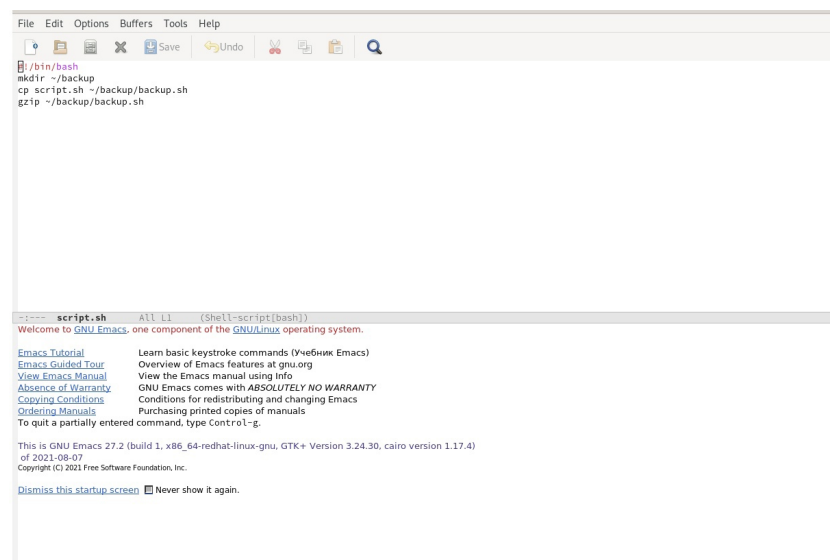 File Edit Options Buffers Tools Help
Save Undo
#!/bin/bash
mkdir ~/backup
cp script.sh ~/backup/backup.sh
gzip ~/backup/backup.sh
-:--- script.sh All L1 (Shell-script[bash])
Welcome to GNU Emacs, one component of the GNU/Linux operating system.
Emacs Tutorial Learn basic keystroke commands (Учебник Emacs)
Emacs Guided Tour Overview of Emacs features at gnu.org
View Emacs Manual View the Emacs manual using Info
Absence of Warranty GNU Emacs comes with ABSOLUTELY NO WARRANTY
Copying Conditions Conditions for redistributing and changing Emacs
Ordering Manuals Purchasing printed copies of manuals
To quit a partially entered command, type Control-g.
This is GNU Emacs 27.2 (build 1, x86_64-redhat-linux-gnu, GTK+ Version 3.24.30, cairo version 1.17.4)
of 2021-08-07
Copyright (C) 2021 Free Software Foundation, Inc.
Dismiss this startup screen Never show it again.